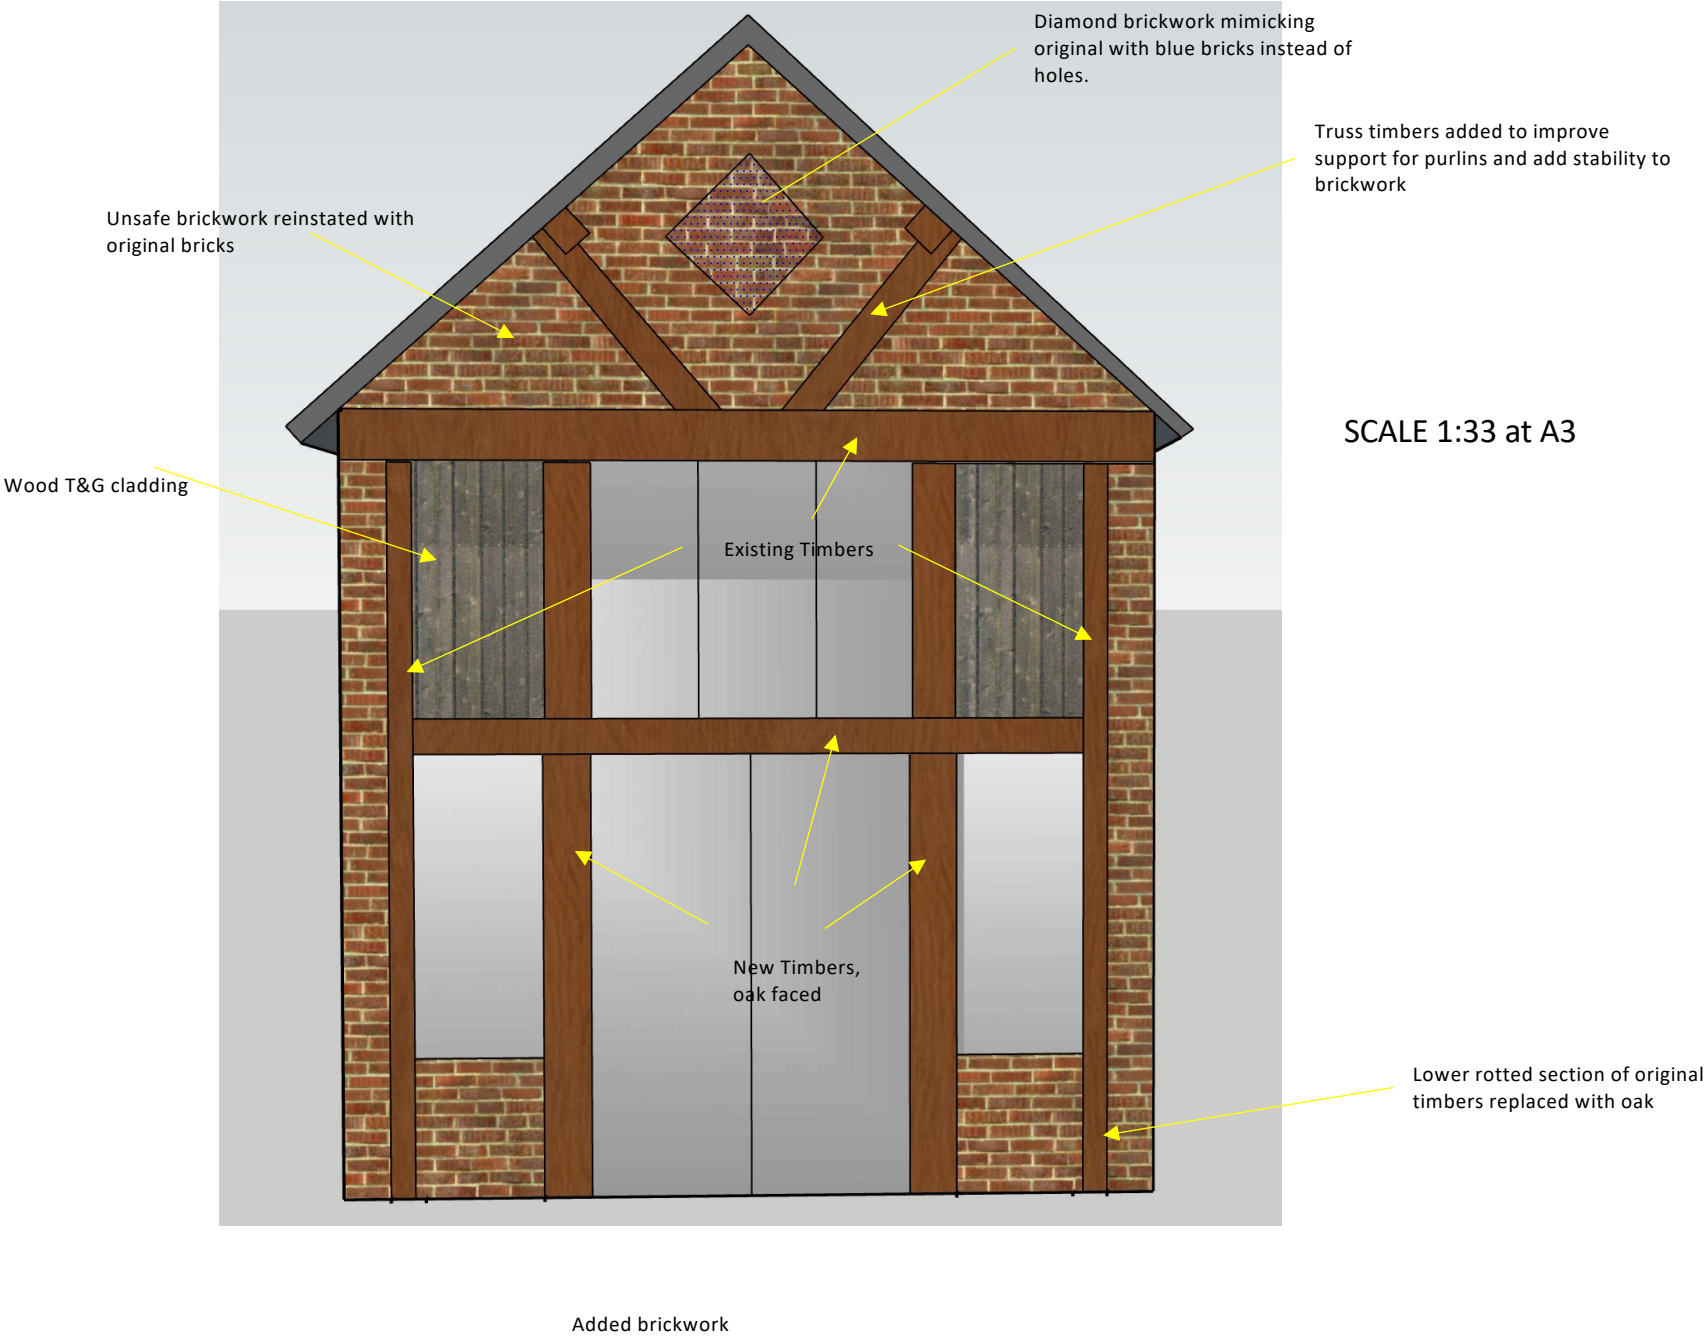 Diamond brickwork mimicking
original with blue bricks instead of
holes.
Truss timbers added to improve
support for purlins and add stability to
brickwork
Unsafe brickwork reinstated with
original bricks
SCALE 1:33 at A3
Wood T&G cladding
Existing Timbers
New Timbers,
oak faced
Lower rotted section of original
timbers replaced with oak
Added brickwork